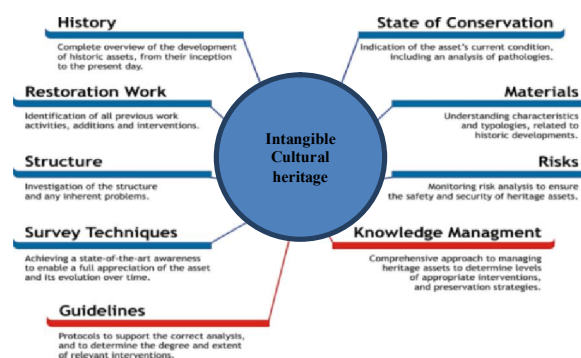 History
Complete overview of the development
of historic assets, from their inception
to the present day.
Restoration Work
Identification of all previous work
activities, additions and interventions.
Structure
Investigation of the structure
and any inherent problems.
Survey Techniques
Achieving a state-of-the-art awareness
to enable a full appreciation of the asset
and its evolution over time.
Guidelines
Protocols to support the correct analysis,
and to determine the degree and extent
of relevant interventions.
Intangible
Cultural
heritage
State of Conservation
Indication of the asset's current condition,
including an analysis of pathologies.
Materials
Understanding characteristics
and typologies, related to
historic developments.
Risks
Monitoring risk analysis to ensure
the safety and security of heritage assets.
Knowledge Managment
Comprehensive approach to managing
heritage assets to determine levels
of appropriate interventions,
and preservation strategies.